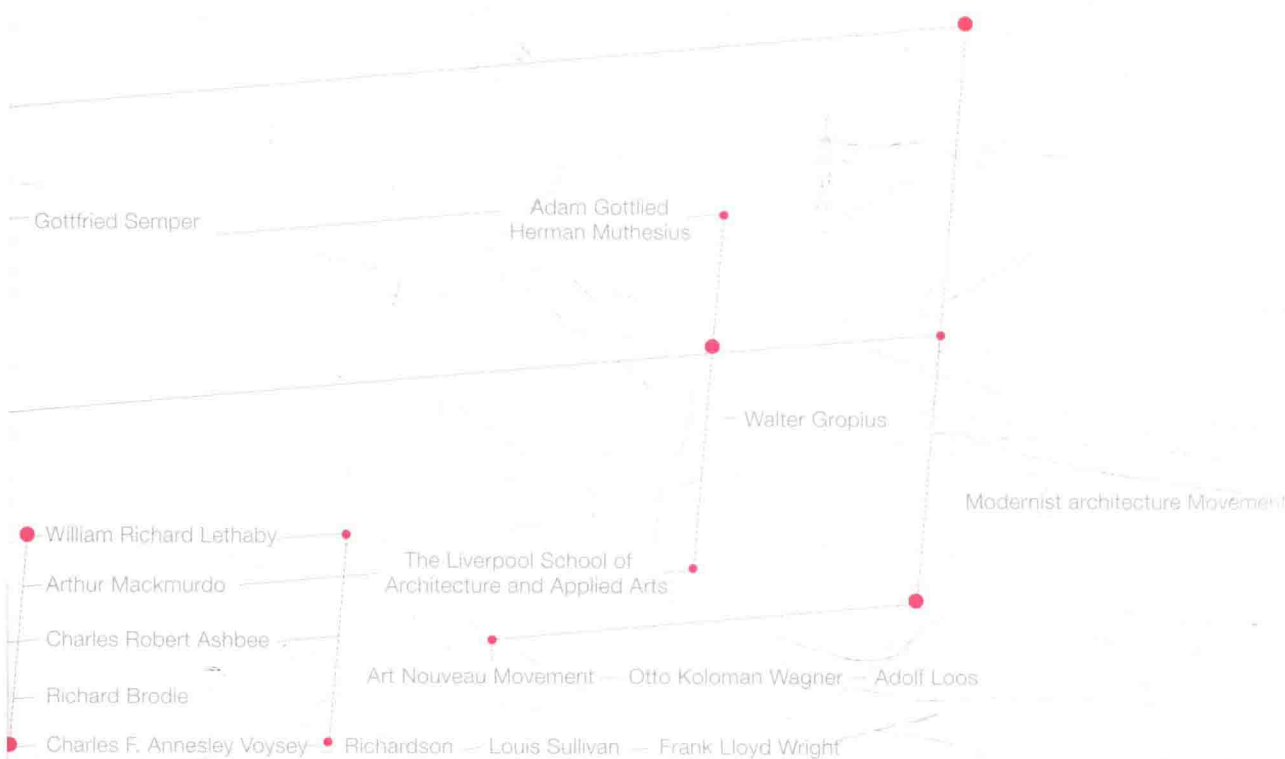 Gottfried Semper
Adam Gottlied
Herman Muthesius
Walter Gropius
Modernist architecture Movement
William Richard Lethaby
Arthur Mackmurdo
The Liverpool School of
Architecture and Applied Arts
Charles Robert Ashbee
Richard Brodie
Art Nouveau Movement — Otto Koloman Wagner — Adolf Loos
Charles F. Annesley Voysey
Richardson — Louis Sullivan — Frank Lloyd Wright